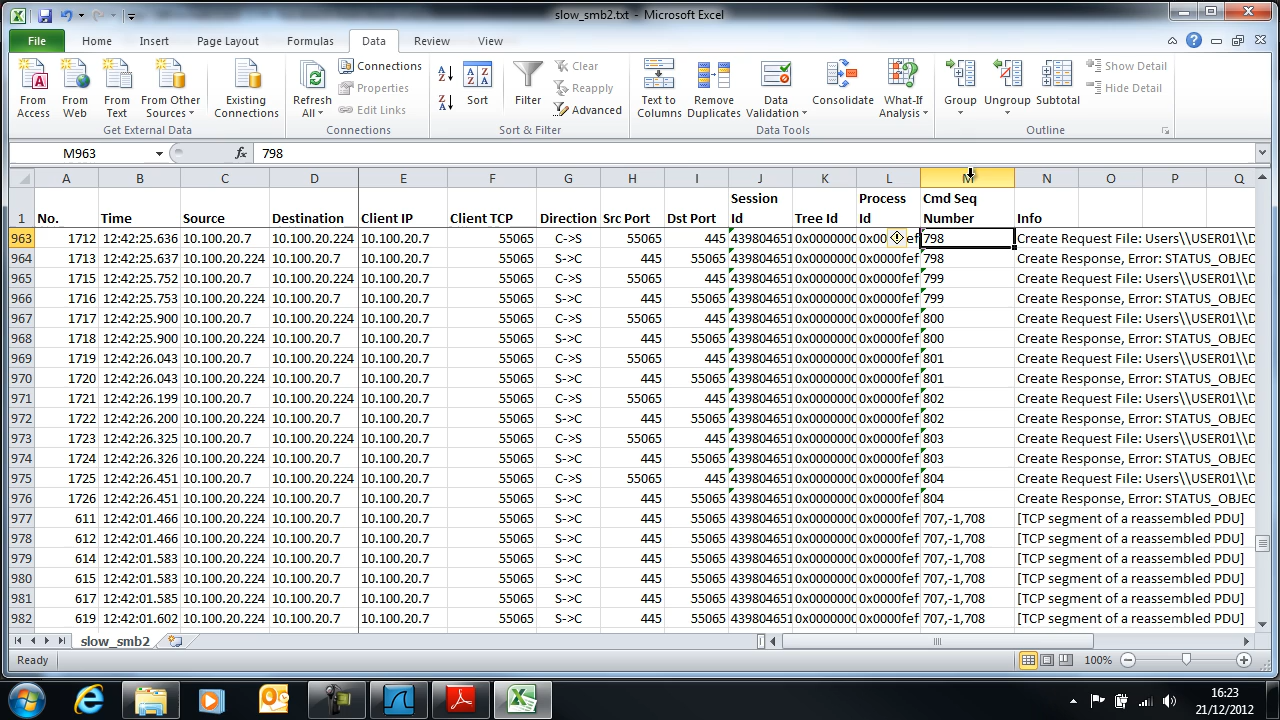 slow_smb2.txt - Microsoft Excel
File Home Insert Page Layout Formulas Data Review View
From Access From Web From Text From Other Sources Existing Connections Refresh All Connections Properties Edit Links Sort Filter Clear Reapply Advanced Text to Columns Remove Duplicates Data Validation Consolidate What-If Analysis Group Ungroup Subtotal Show Detail Hide Detail
Get External Data Connections Sort & Filter Data Tools Outline
M963 fx 798
A B C D E F G H I J K L M N O P Q
1 No. Time Source Destination Client IP Client TCP Direction Src Port Dst Port Session Id Tree Id Process Id Cmd Seq Number Info
963 1712 12:42:25.636 10.100.20.7 10.100.20.224 10.100.20.7 55065 C->S 55065 445 439804651 0x0000000 0x00 ef 798 Create Request File: Users\\USER01\\D
964 1713 12:42:25.637 10.100.20.224 10.100.20.7 10.100.20.7 55065 S->C 445 55065 439804651 0x0000000 0x0000fef 798 Create Response, Error: STATUS_OBJEC
965 1715 12:42:25.752 10.100.20.7 10.100.20.224 10.100.20.7 55065 C->S 55065 445 439804651 0x0000000 0x0000fef 799 Create Request File: Users\\USER01\\D
966 1716 12:42:25.753 10.100.20.224 10.100.20.7 10.100.20.7 55065 S->C 445 55065 439804651 0x0000000 0x0000fef 799 Create Response, Error: STATUS_OBJEC
967 1717 12:42:25.900 10.100.20.7 10.100.20.224 10.100.20.7 55065 C->S 55065 445 439804651 0x0000000 0x0000fef 800 Create Request File: Users\\USER01\\D
968 1718 12:42:25.900 10.100.20.224 10.100.20.7 10.100.20.7 55065 S->C 445 55065 439804651 0x0000000 0x0000fef 800 Create Response, Error: STATUS_OBJEC
969 1719 12:42:26.043 10.100.20.7 10.100.20.224 10.100.20.7 55065 C->S 55065 445 439804651 0x0000000 0x0000fef 801 Create Request File: Users\\USER01\\D
970 1720 12:42:26.043 10.100.20.224 10.100.20.7 10.100.20.7 55065 S->C 445 55065 439804651 0x0000000 0x0000fef 801 Create Response, Error: STATUS_OBJEC
971 1721 12:42:26.199 10.100.20.7 10.100.20.224 10.100.20.7 55065 C->S 55065 445 439804651 0x0000000 0x0000fef 802 Create Request File: Users\\USER01\\D
972 1722 12:42:26.200 10.100.20.224 10.100.20.7 10.100.20.7 55065 S->C 445 55065 439804651 0x0000000 0x0000fef 802 Create Response, Error: STATUS_OBJEC
973 1723 12:42:26.325 10.100.20.7 10.100.20.224 10.100.20.7 55065 C->S 55065 445 439804651 0x0000000 0x0000fef 803 Create Request File: Users\\USER01\\D
974 1724 12:42:26.326 10.100.20.224 10.100.20.7 10.100.20.7 55065 S->C 445 55065 439804651 0x0000000 0x0000fef 803 Create Response, Error: STATUS_OBJEC
975 1725 12:42:26.451 10.100.20.7 10.100.20.224 10.100.20.7 55065 C->S 55065 445 439804651 0x0000000 0x0000fef 804 Create Request File: Users\\USER01\\D
976 1726 12:42:26.451 10.100.20.224 10.100.20.7 10.100.20.7 55065 S->C 445 55065 439804651 0x0000000 0x0000fef 804 Create Response, Error: STATUS_OBJEC
977 611 12:42:01.466 10.100.20.224 10.100.20.7 10.100.20.7 55065 S->C 445 55065 439804651 0x0000000 0x0000fef 707,-1,708 [TCP segment of a reassembled PDU]
978 612 12:42:01.466 10.100.20.224 10.100.20.7 10.100.20.7 55065 S->C 445 55065 439804651 0x0000000 0x0000fef 707,-1,708 [TCP segment of a reassembled PDU]
979 614 12:42:01.583 10.100.20.224 10.100.20.7 10.100.20.7 55065 S->C 445 55065 439804651 0x0000000 0x0000fef 707,-1,708 [TCP segment of a reassembled PDU]
980 615 12:42:01.583 10.100.20.224 10.100.20.7 10.100.20.7 55065 S->C 445 55065 439804651 0x0000000 0x0000fef 707,-1,708 [TCP segment of a reassembled PDU]
981 617 12:42:01.585 10.100.20.224 10.100.20.7 10.100.20.7 55065 S->C 445 55065 439804651 0x0000000 0x0000fef 707,-1,708 [TCP segment of a reassembled PDU]
982 619 12:42:01.602 10.100.20.224 10.100.20.7 10.100.20.7 55065 S->C 445 55065 439804651 0x0000000 0x0000fef 707,-1,708 [TCP segment of a reassembled PDU]
slow_smb2
Ready 100%
16:23
21/12/2012